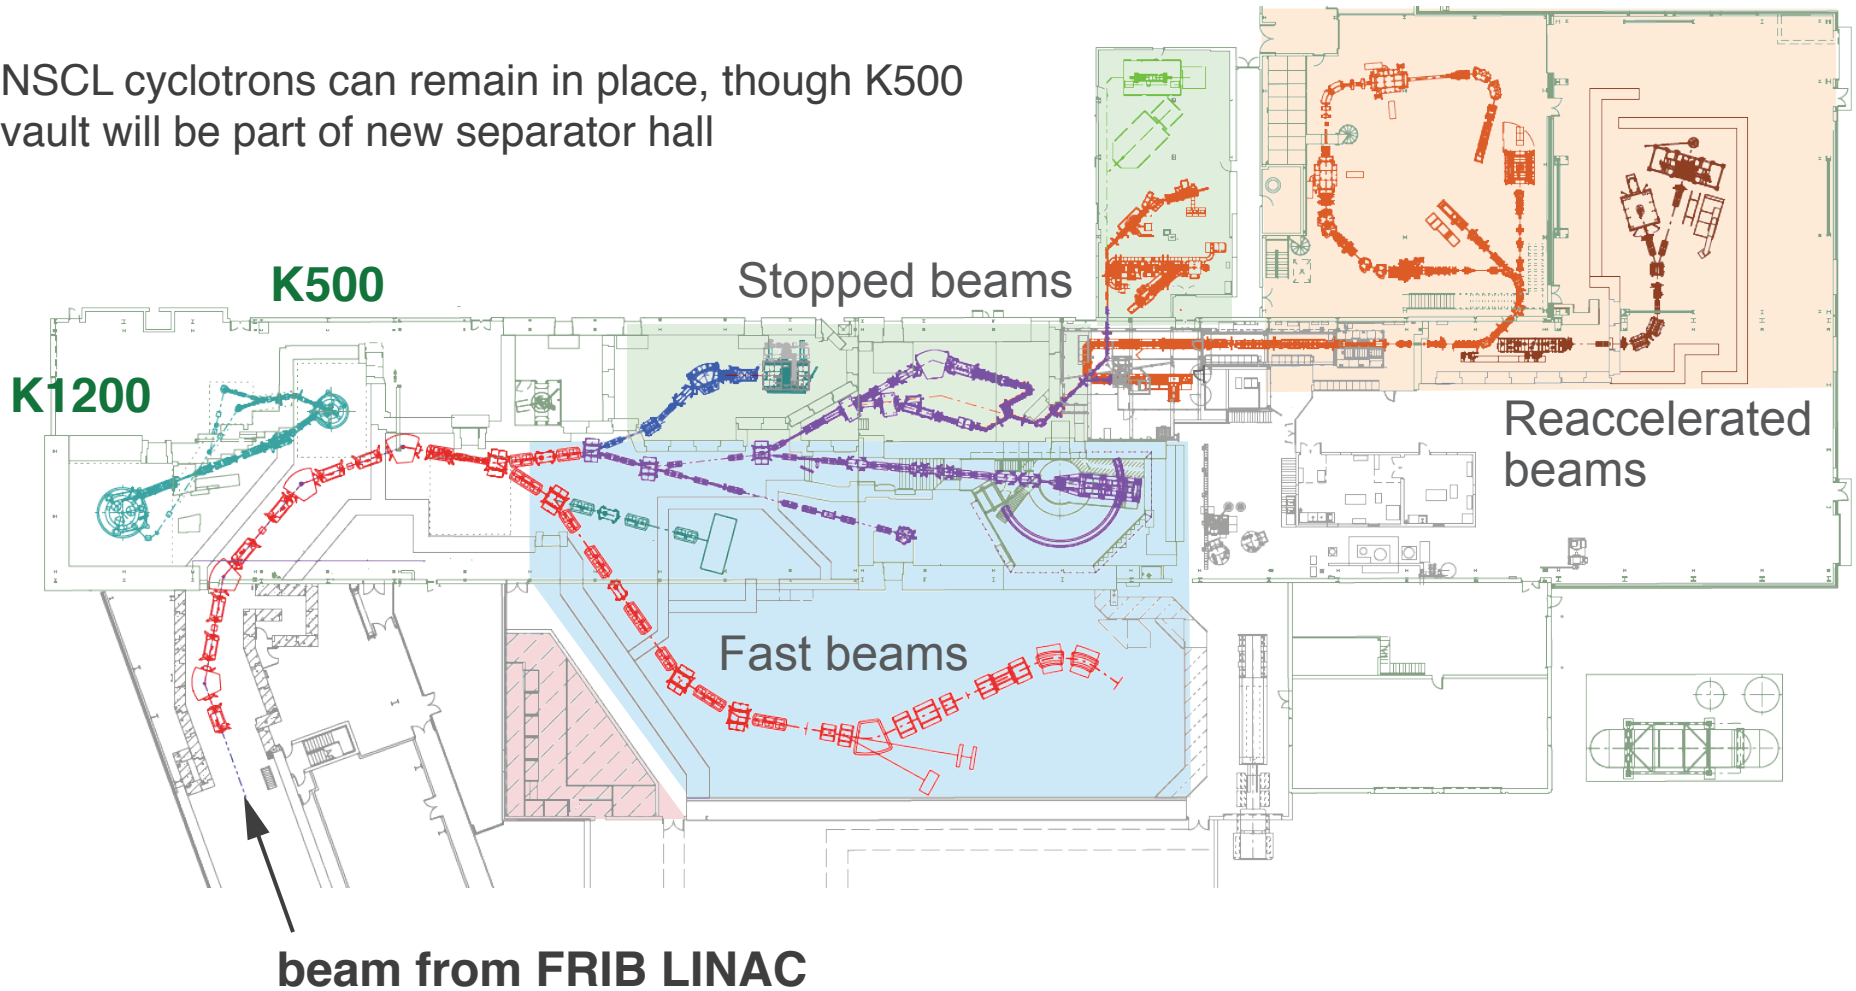 NSCL cyclotrons can remain in place, though K500
vault will be part of new separator hall
K500
Stopped beams
K1200
Reaccelerated
beams
Fast beams
beam from FRIB LINAC